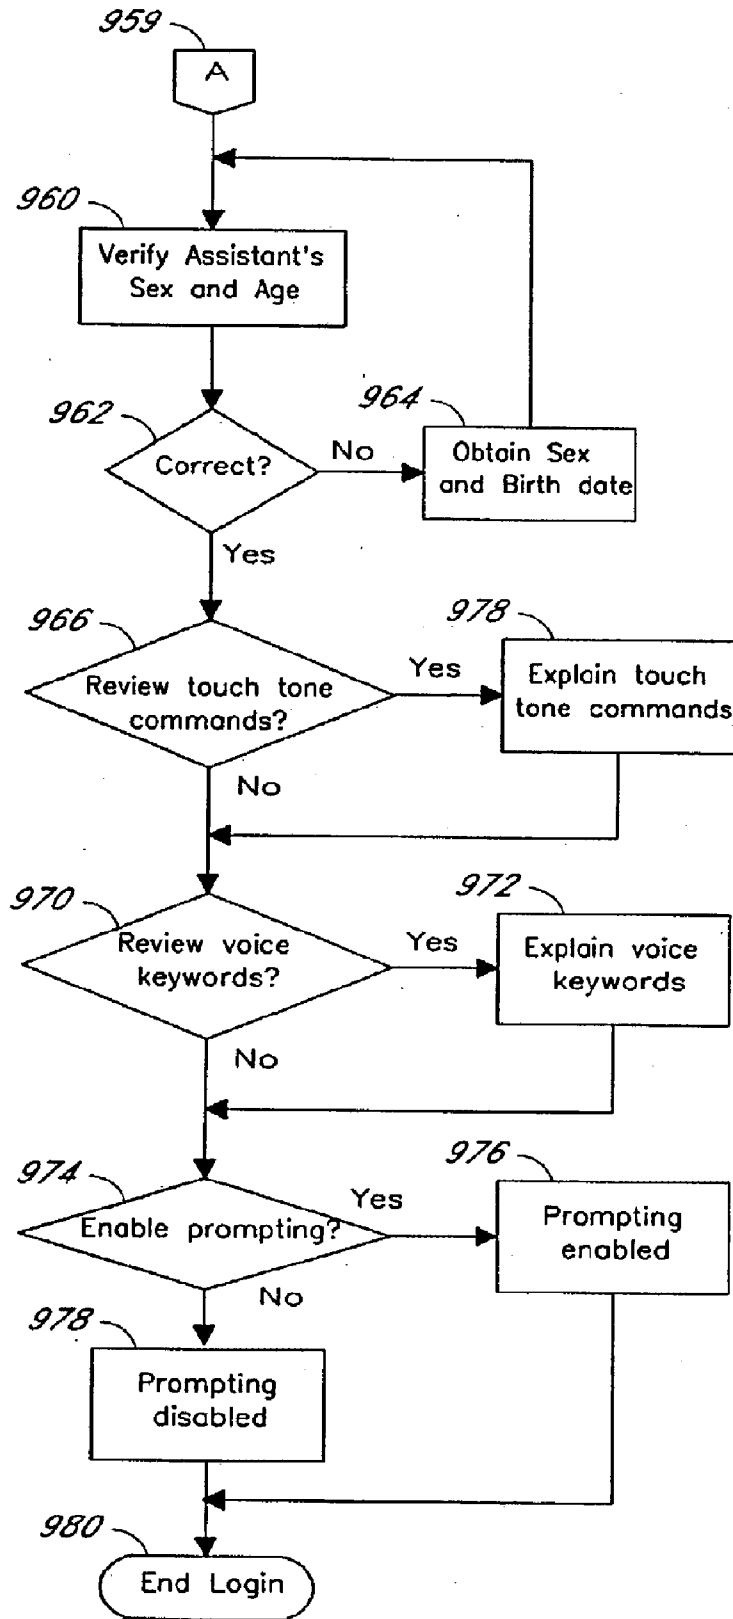 959
A
960
Verify Assistant's
Sex and Age
962
Correct?
No
964
Obtain Sex
and Birth date
Yes
966
Review touch tone
commands?
Yes
978
Explain touch
tone commands
No
970
Review voice
keywords?
Yes
972
Explain voice
keywords
No
974
Enable prompting?
Yes
976
Prompting
enabled
No
978
Prompting
disabled
980
End Login